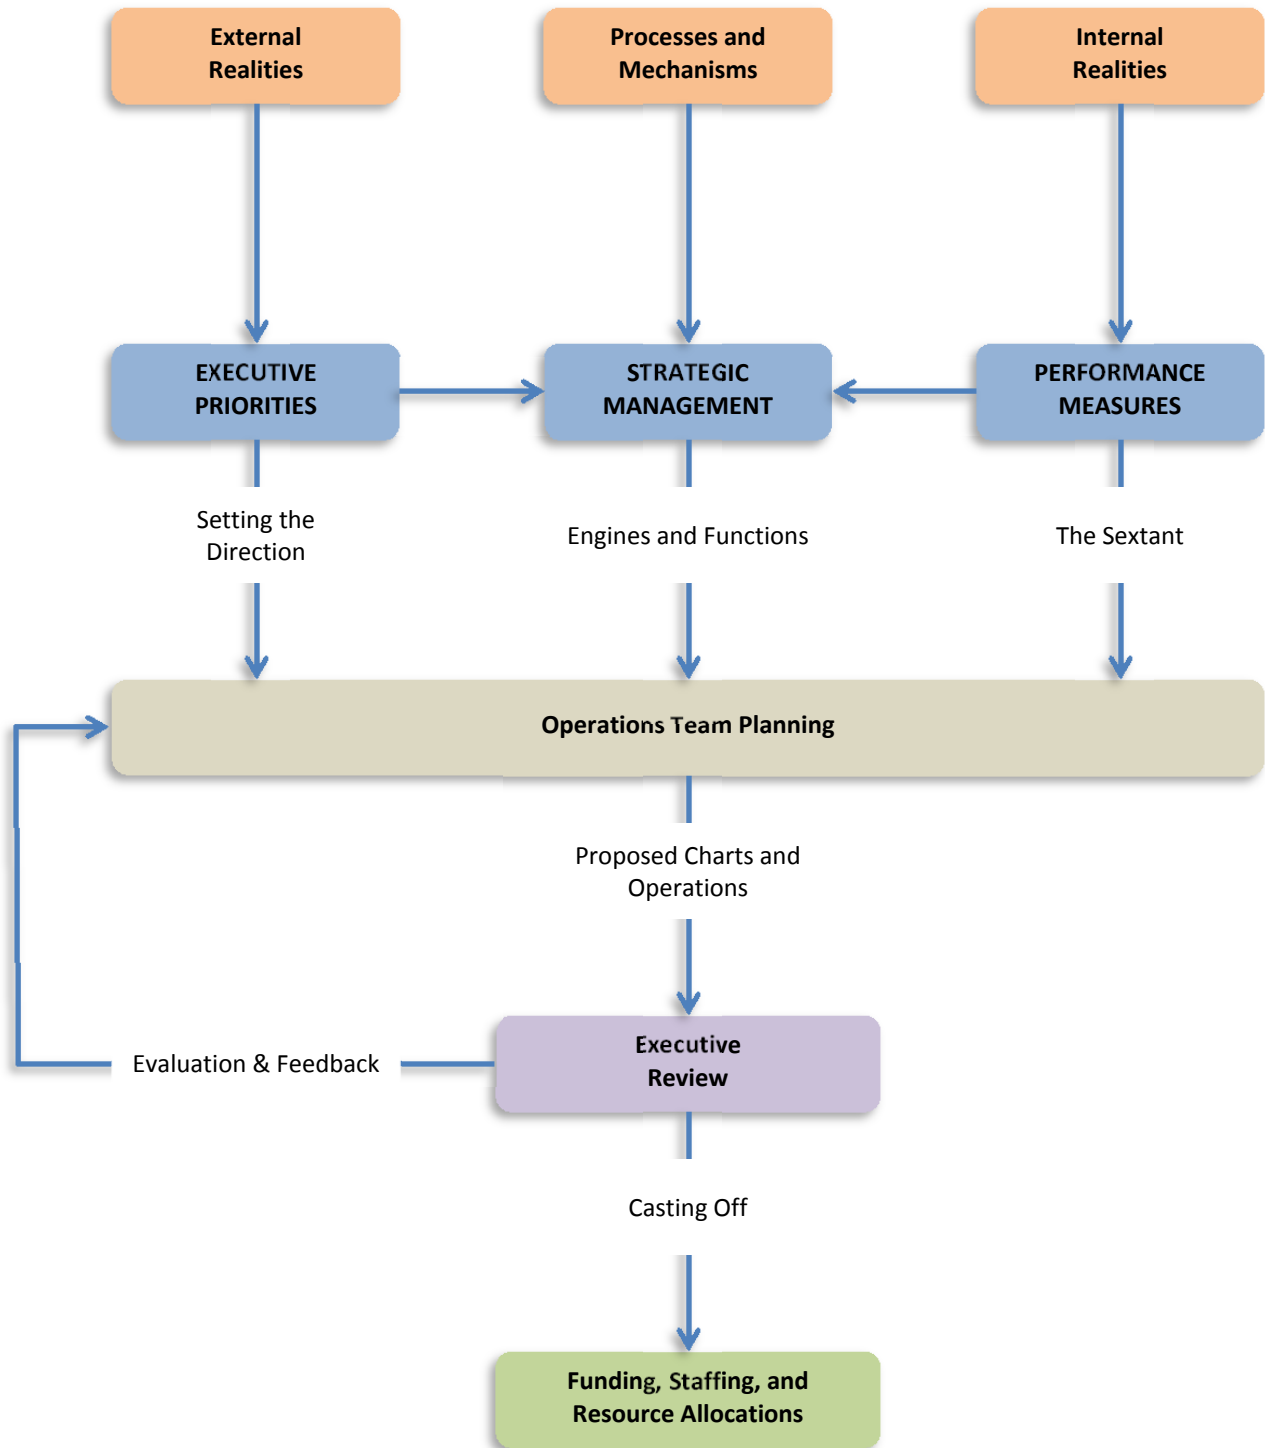 External
Realities
Processes and
Mechanisms
Internal
Realities
EXECUTIVE
PRIORITIES
STRATEGIC
MANAGEMENT
PERFORMANCE
MEASURES
Setting the
Direction
Engines and Functions
The Sextant
Operations Team Planning
Proposed Charts and
Operations
Executive
Review
Evaluation & Feedback
Casting Off
Funding, Staffing, and
Resource Allocations